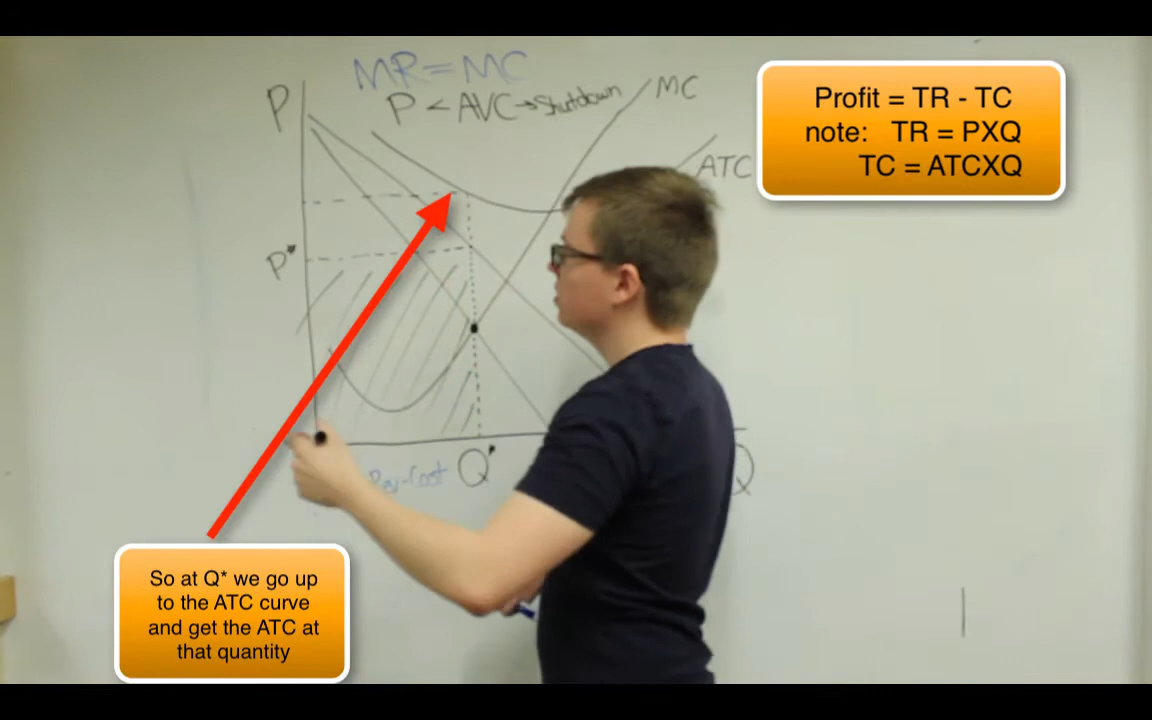 MR=MC
P < AVC→shutdown
MC
P
ATC
P*
Q*
Q
Profit = TR - TC
note: TR = PXQ
TC = ATCXQ
So at Q* we go up
to the ATC curve
and get the ATC at
that quantity